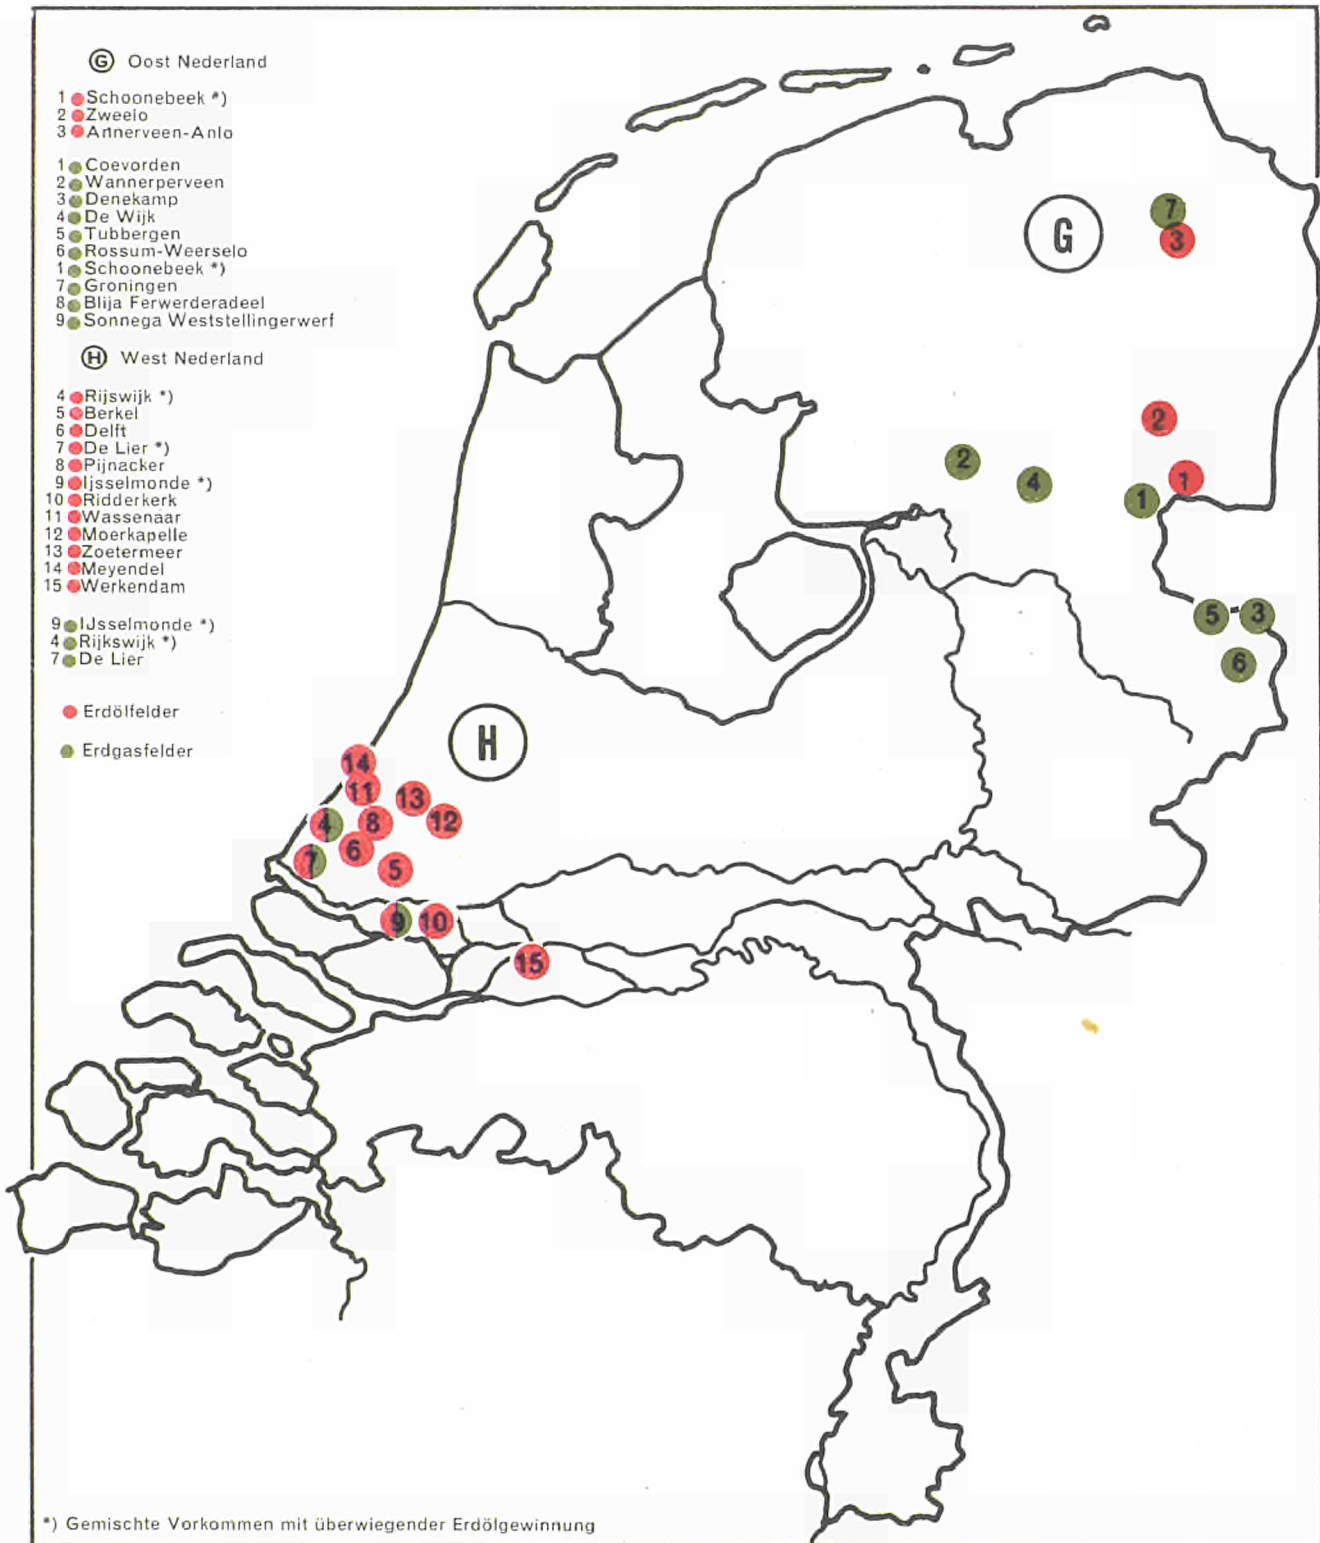 G Oost Nederland
1 Schoonebeek *)
2 Zweelo
3 Annerveen-Anlo
1 Coevorden
2 Wannerperveen
3 Denekamp
4 De Wijk
5 Tubbergen
6 Rossum-Weerselo
1 Schoonebeek *)
7 Groningen
8 Blija Ferwerderadeel
9 Sonnega Weststellingerwerf
H West Nederland
4 Rijswijk *)
5 Berkel
6 Delft
7 De Lier *)
8 Pijnacker
9 Ijsselmonde *)
10 Ridderkerk
11 Wassenaar
12 Moerkapelle
13 Zoetermeer
14 Meyendel
15 Werkendam
9 IJsselmonde *)
4 Rijkswijk *)
7 De Lier
Erdölfelder
Erdgasfelder
7
G
3
2
2
4
1
1
5
3
6
H
14
11
13
4
8
12
6
7
5
9
10
15
*) Gemischte Vorkommen mit überwiegender Erdölgewinnung